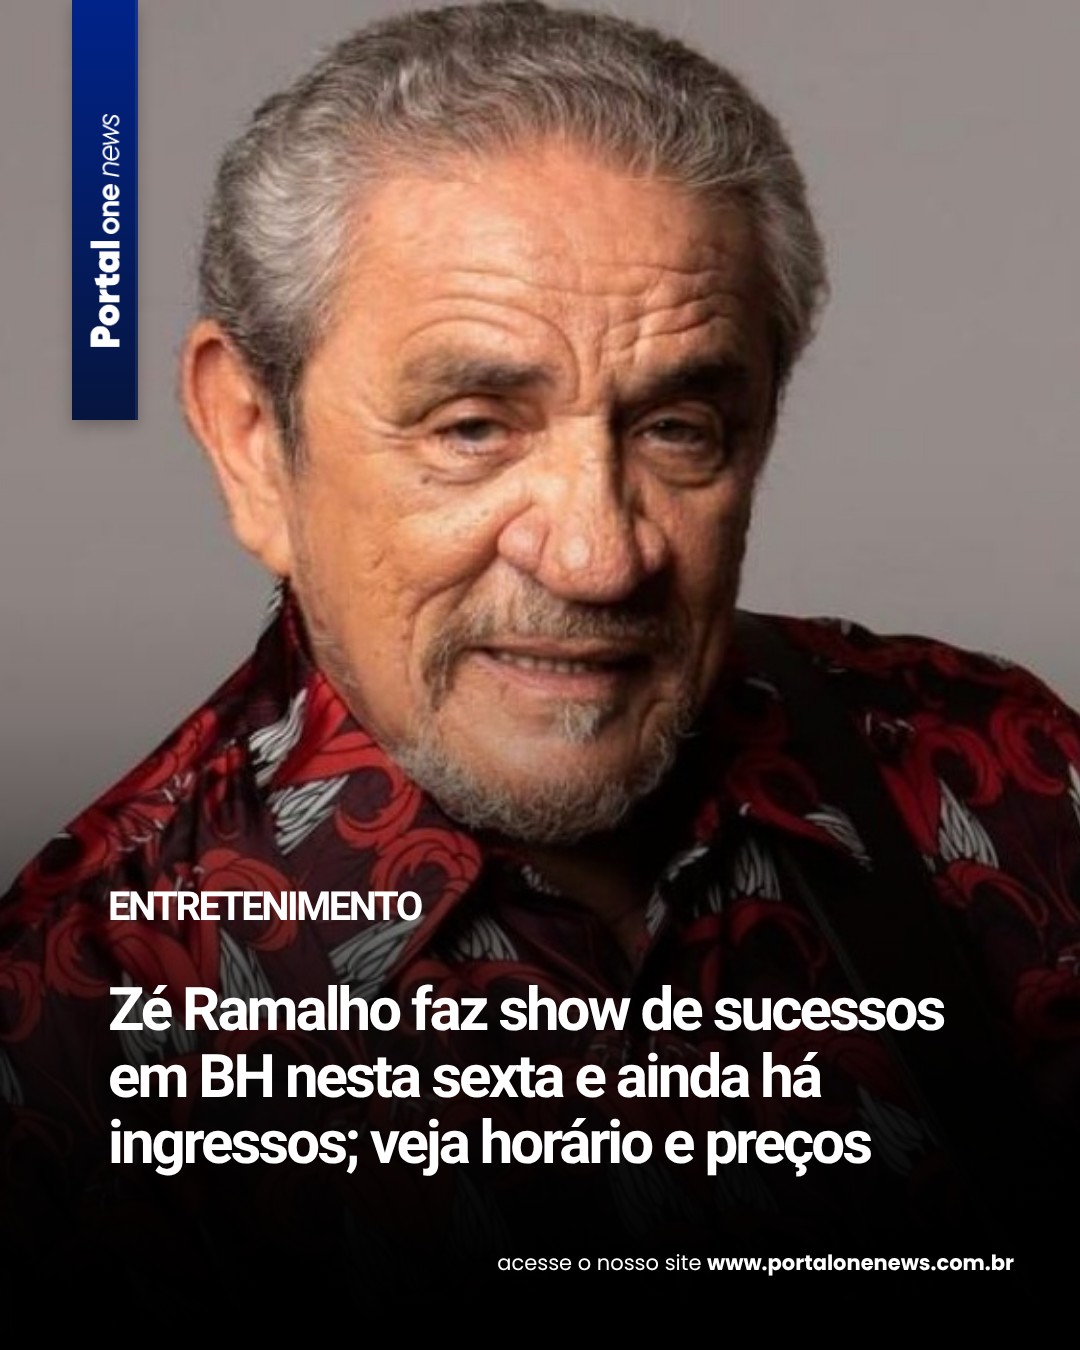 Portal one news
ENTRETENIMENTO
Zé Ramalho faz show de sucessos
em BH nesta sexta e ainda há
ingressos; veja horário e preços
acesse o nosso site www.portalonenews.com.br